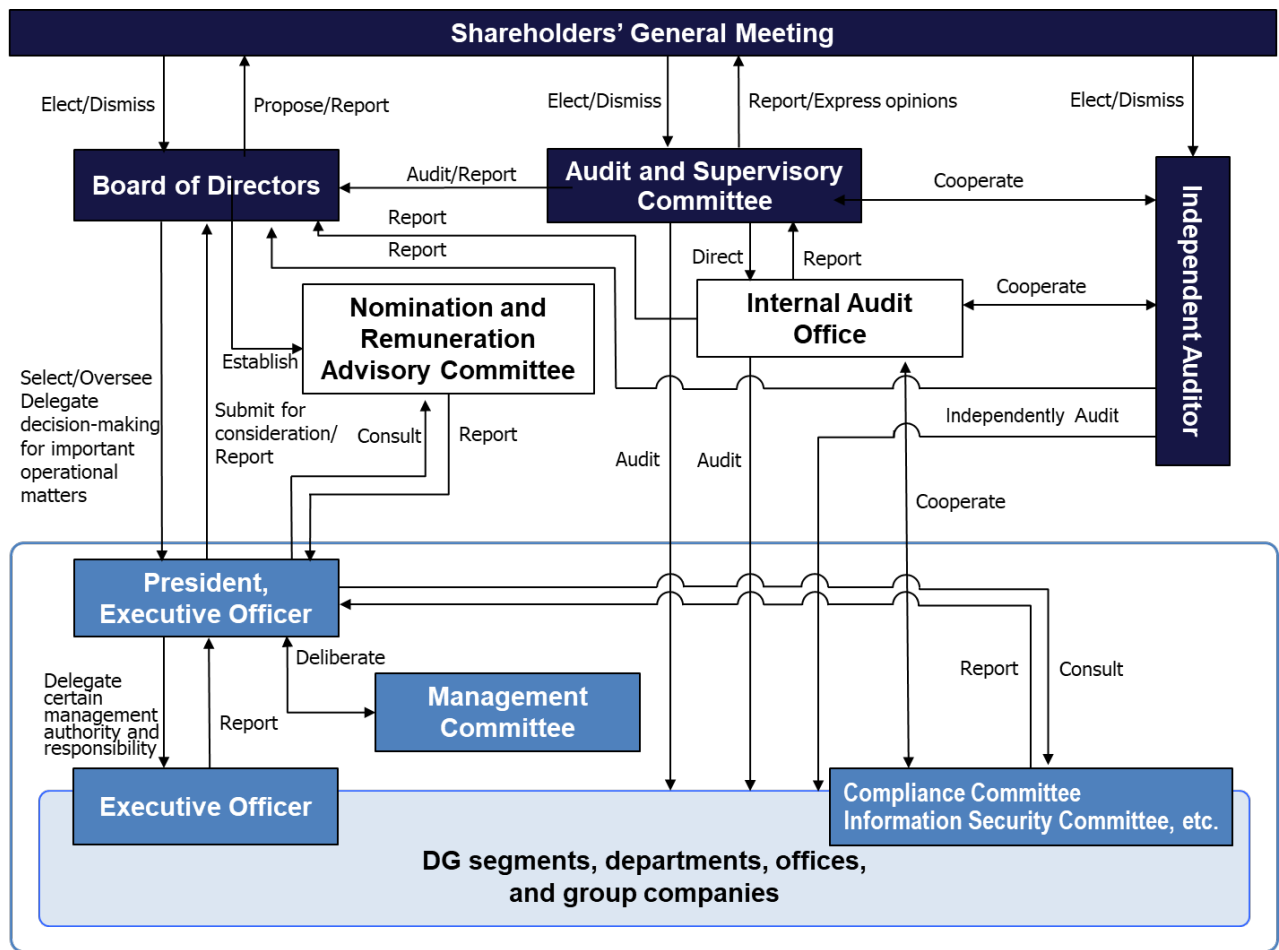 Shareholders’ General Meeting
Elect/Dismiss
Propose/Report
Elect/Dismiss
Report/Express opinions
Elect/Dismiss
Board of Directors
Audit/Report
Audit and Supervisory
Committee
Cooperate
Independent Auditor
Report
Report
Direct
Report
Nomination and
Remuneration
Advisory Committee
Internal Audit
Office
Cooperate
Establish
Select/Oversee
Delegate
decision-making
for important
operational
matters
Submit for
consideration/
Report
Consult
Report
Independently Audit
Audit
Audit
Cooperate
President,
Executive Officer
Deliberate
Report
Consult
Delegate
certain
management
authority and
responsibility
Report
Management
Committee
Executive Officer
Compliance Committee
Information Security Committee, etc.
DG segments, departments, offices,
and group companies